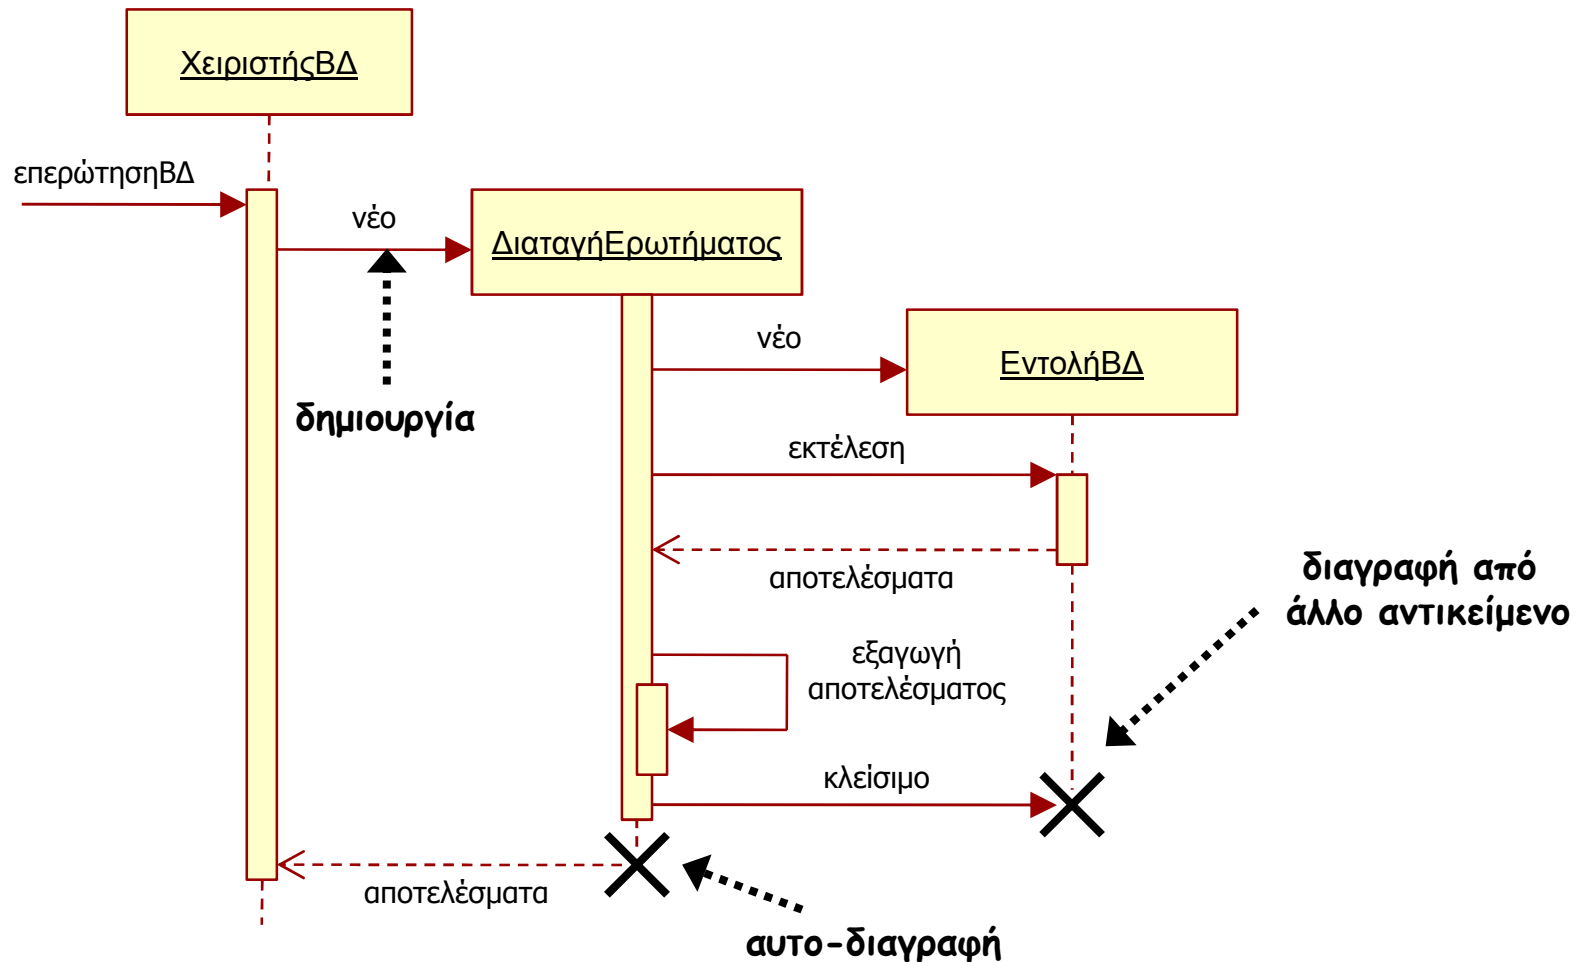 ΧειριστήςΒΔ
επερώτησηΒΔ
νέο
ΔιαταγήΕρωτήματος
νέο
ΕντολήΒΔ
δημιουργία
εκτέλεση
αποτελέσματα
διαγραφή από
άλλο αντικείμενο
εξαγωγή
αποτελέσματος
κλείσιμο
αποτελέσματα
αυτο-διαγραφή